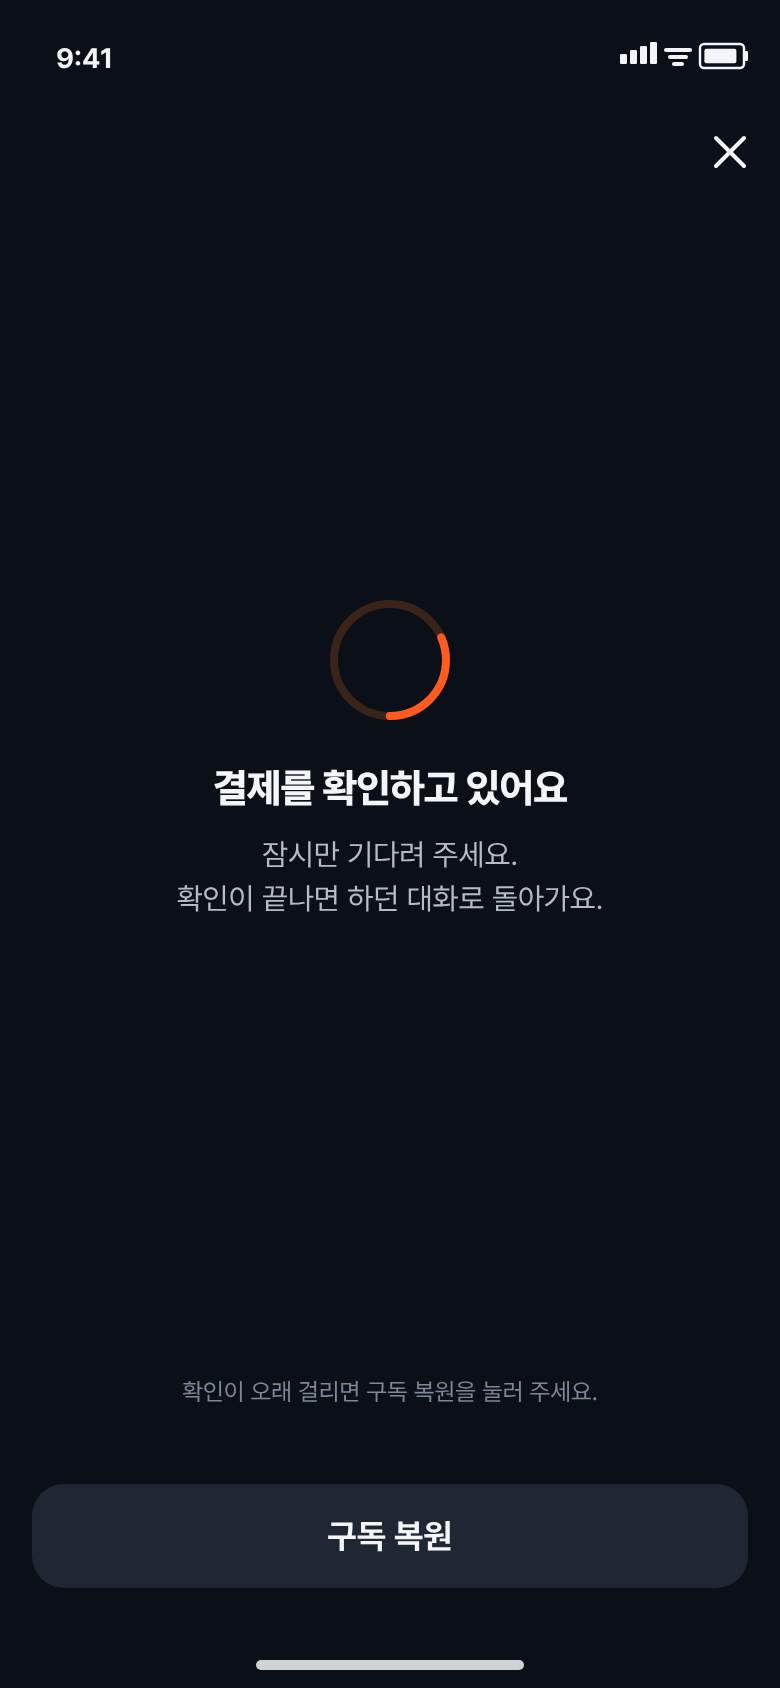 9:41
결제를 확인하고 있어요
잠시만 기다려 주세요.
확인이 끝나면 하던 대화로 돌아가요.
확인이 오래 걸리면 구독 복원을 눌러 주세요.
구독 복원